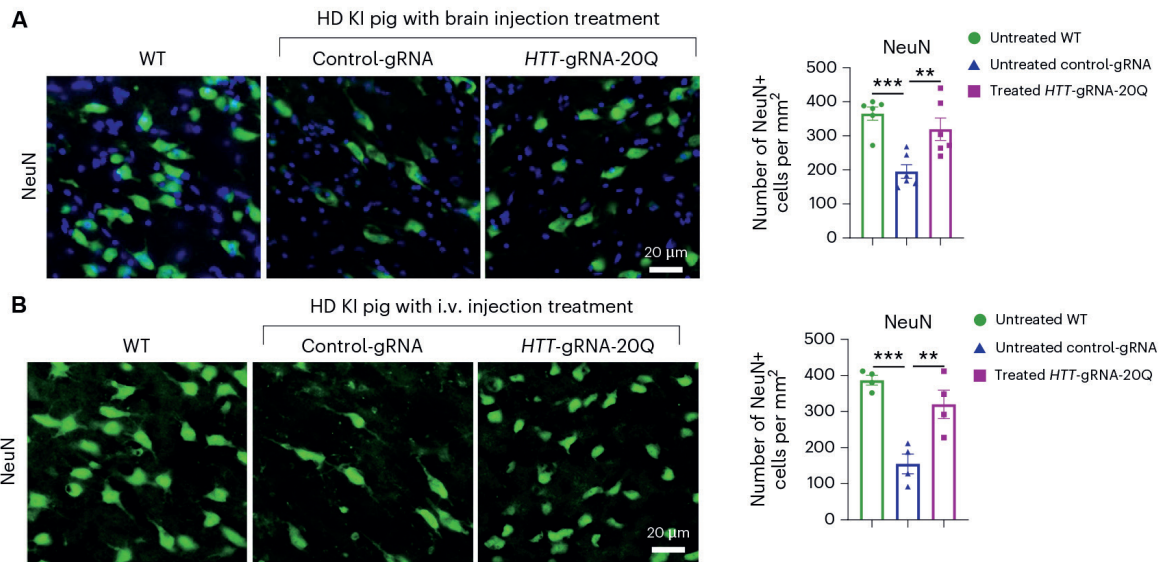 A
HD KI pig with brain injection treatment
WT
Control-gRNA
HTT-gRNA-20Q
NeuN
20 µm
NeuN
Number of NeuN+
cells per mm2
500
400
300
200
100
0
***
**
Untreated WT
Untreated control-gRNA
Treated HTT-gRNA-20Q
B
HD KI pig with i.v. injection treatment
WT
Control-gRNA
HTT-gRNA-20Q
NeuN
20 µm
NeuN
Number of NeuN+
cells per mm2
500
400
300
200
100
0
***
**
Untreated WT
Untreated control-gRNA
Treated HTT-gRNA-20Q